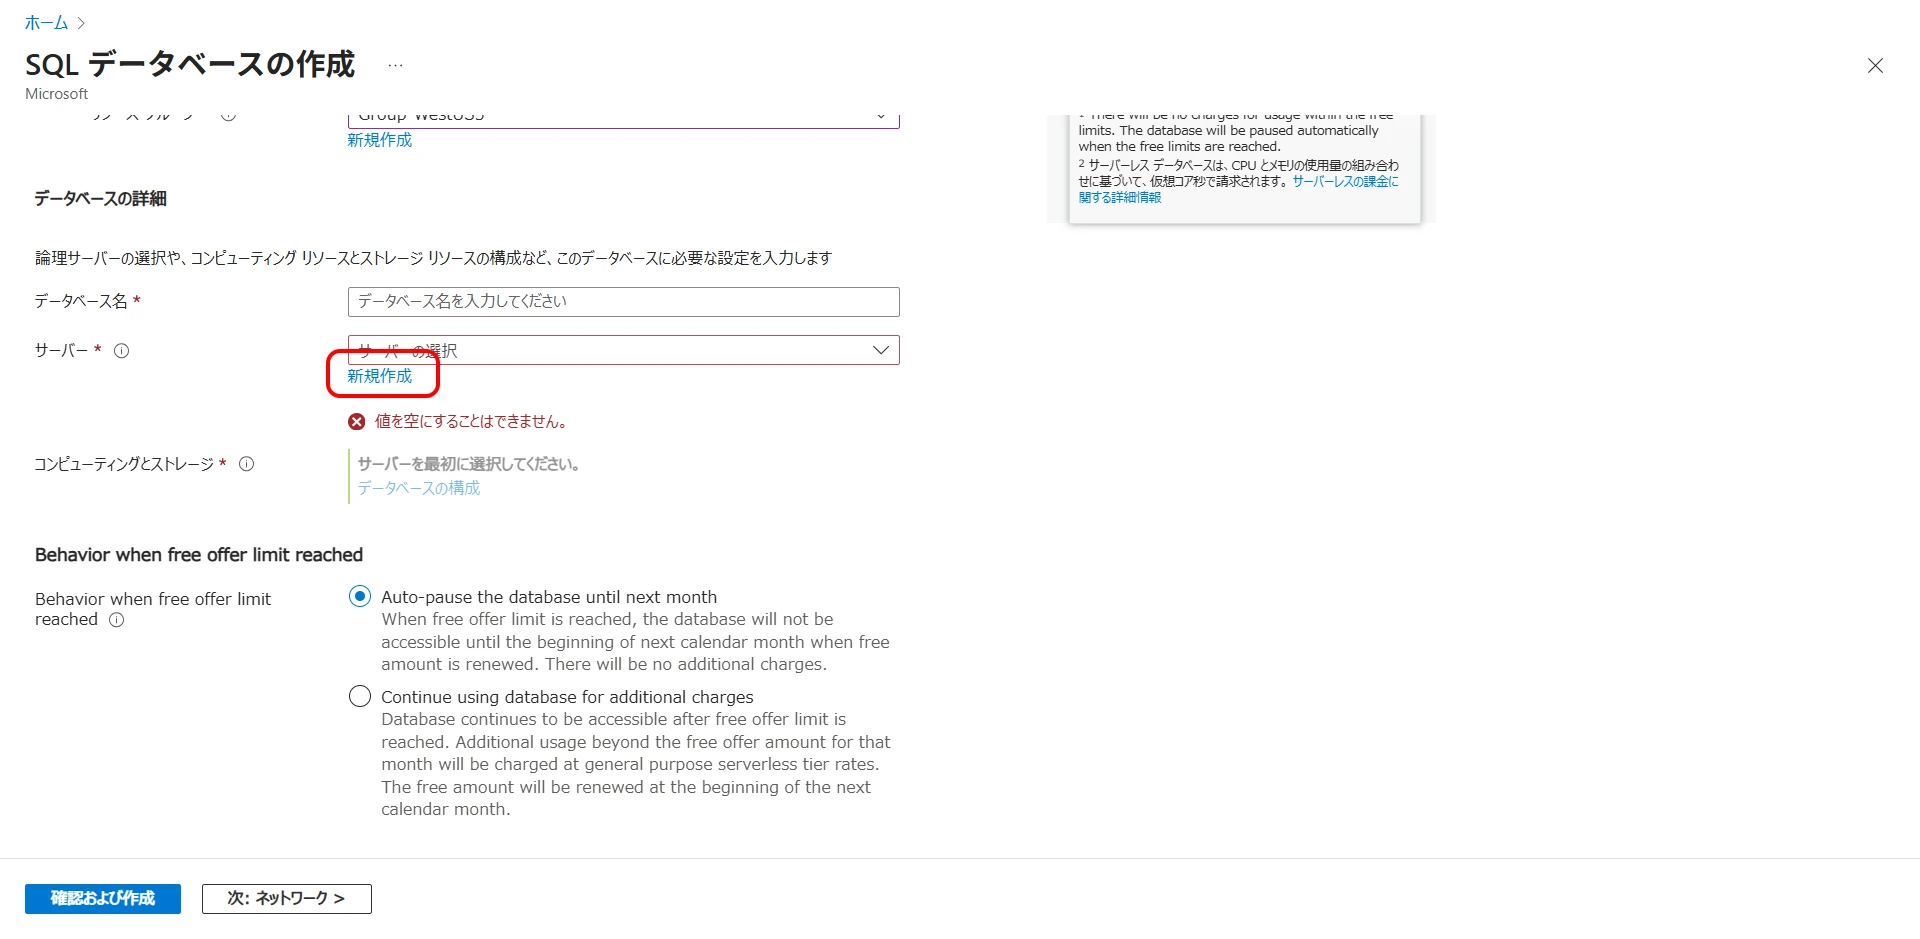 ホーム
SQL データベースの作成
Microsoft
新規作成
limits. The database will be paused automatically
when the free limits are reached.
2 サーバーレス データベースは、CPU とメモリの使用量の組み合わ
せに基づいて、仮想コア秒で請求されます。 サーバーレスの課金に
関する詳細情報
データベースの詳細
論理サーバーの選択や、コンピューティング リソースとストレージ リソースの構成など、このデータベースに必要な設定を入力します
データベース名 *
データベース名を入力してください
サーバー *
サーバーの選択
新規作成
値を空にすることはできません。
コンピューティングとストレージ *
サーバーを最初に選択してください。
データベースの構成
Behavior when free offer limit reached
Behavior when free offer limit
reached
Auto-pause the database until next month
When free offer limit is reached, the database will not be
accessible until the beginning of next calendar month when free
amount is renewed. There will be no additional charges.
Continue using database for additional charges
Database continues to be accessible after free offer limit is
reached. Additional usage beyond the free offer amount for that
month will be charged at general purpose serverless tier rates.
The free amount will be renewed at the beginning of the next
calendar month.
確認および作成
次: ネットワーク >